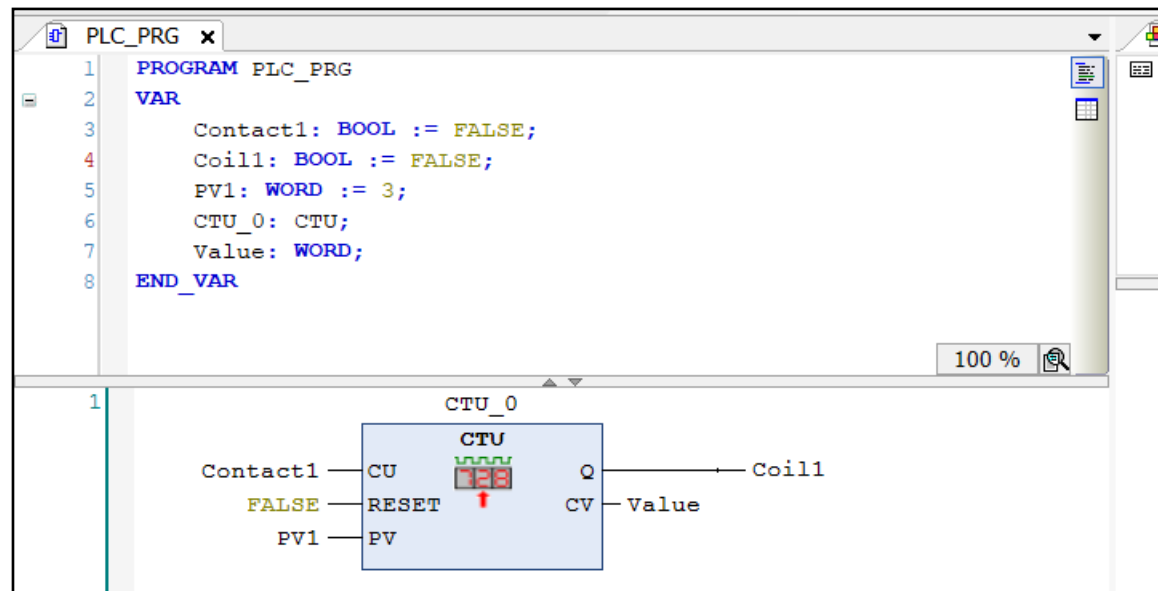 PLC_PRG x
1 PROGRAM PLC_PRG
2 VAR
3 Contact1: BOOL := FALSE;
4 Coil1: BOOL := FALSE;
5 PV1: WORD := 3;
6 CTU_0: CTU;
7 Value: WORD;
8 END_VAR
100 %
1 CTU_0
CTU
728
Contact1 CU Q Coil1
FALSE RESET CV Value
PV1 PV